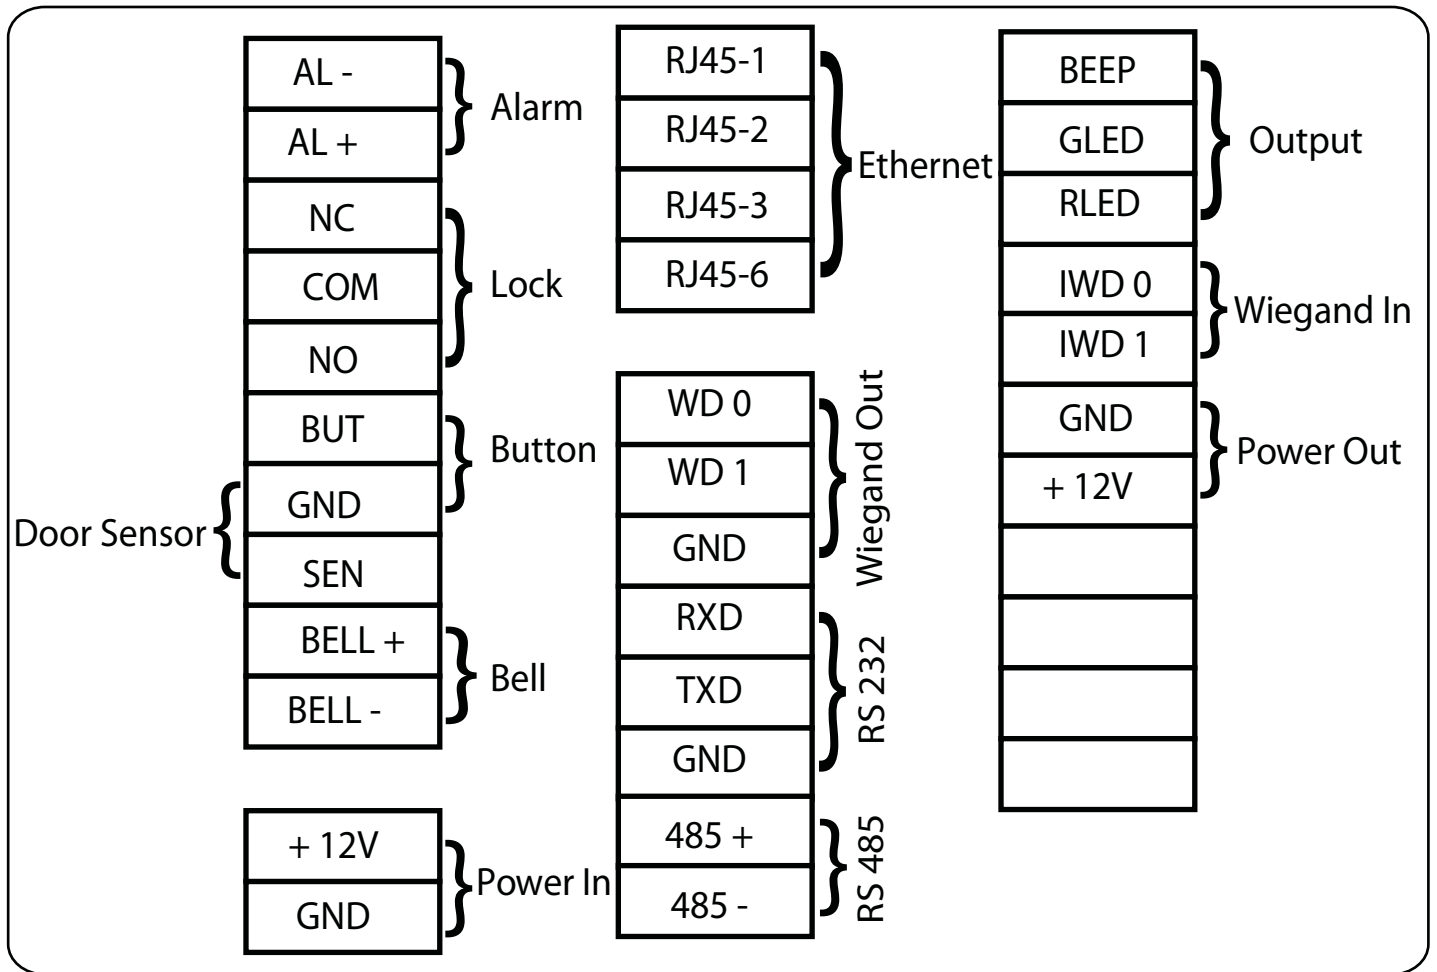 AL -
AL +
Alarm
NC
COM
NO
Lock
BUT
GND
Button
Door Sensor
SEN
BELL +
BELL -
Bell
+ 12V
GND
Power In
RJ45-1
RJ45-2
RJ45-3
RJ45-6
Ethernet
WD 0
WD 1
GND
Wiegand Out
RXD
TXD
GND
RS 232
485 +
485 -
RS 485
BEEP
GLED
RLED
Output
IWD 0
IWD 1
Wiegand In
GND
+ 12V
Power Out